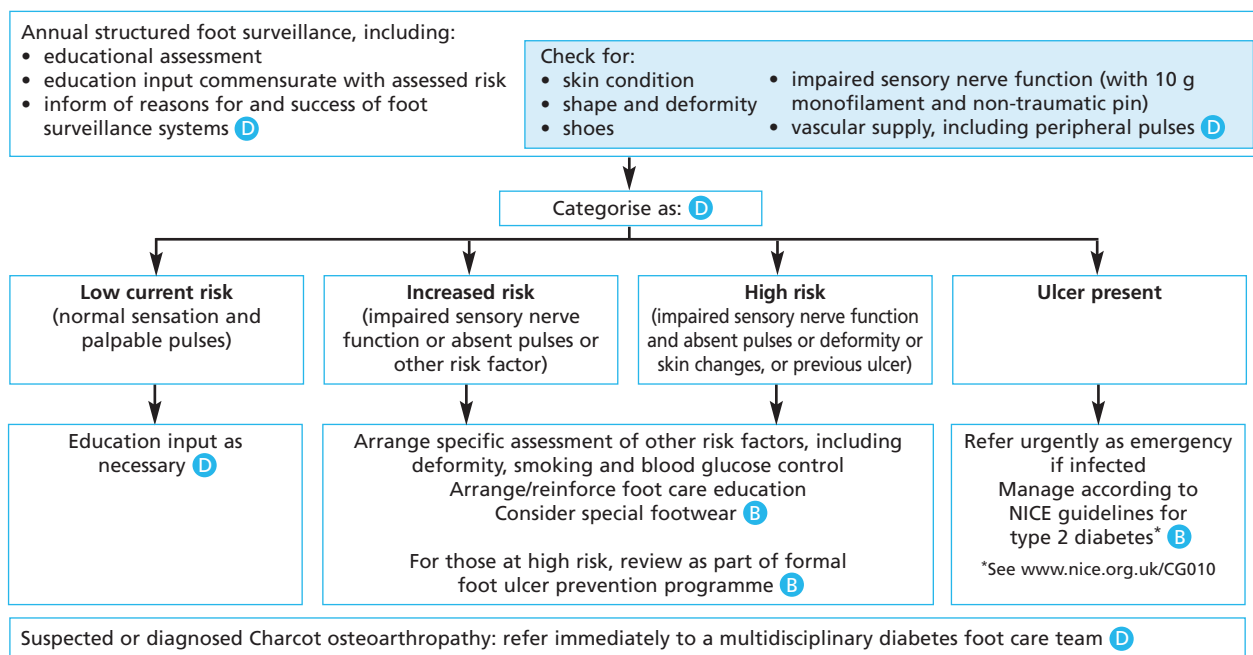 Annual structured foot surveillance, including:
• educational assessment
• education input commensurate with assessed risk
• inform of reasons for and success of foot
surveillance systems D
Check for:
• skin condition
• shape and deformity
• shoes
• impaired sensory nerve function (with 10 g
monofilament and non-traumatic pin)
• vascular supply, including peripheral pulses D
Categorise as: D
Low current risk
(normal sensation and
palpable pulses)
Increased risk
(impaired sensory nerve
function or absent pulses or
other risk factor)
High risk
(impaired sensory nerve function
and absent pulses or deformity or
skin changes, or previous ulcer)
Ulcer present
Education input as
necessary D
Arrange specific assessment of other risk factors, including
deformity, smoking and blood glucose control
Arrange/reinforce foot care education
Consider special footwear B
For those at high risk, review as part of formal
foot ulcer prevention programme B
Refer urgently as emergency
if infected
Manage according to
NICE guidelines for
type 2 diabetes* B
*See www.nice.org.uk/CG010
Suspected or diagnosed Charcot osteoarthropathy: refer immediately to a multidisciplinary diabetes foot care team D